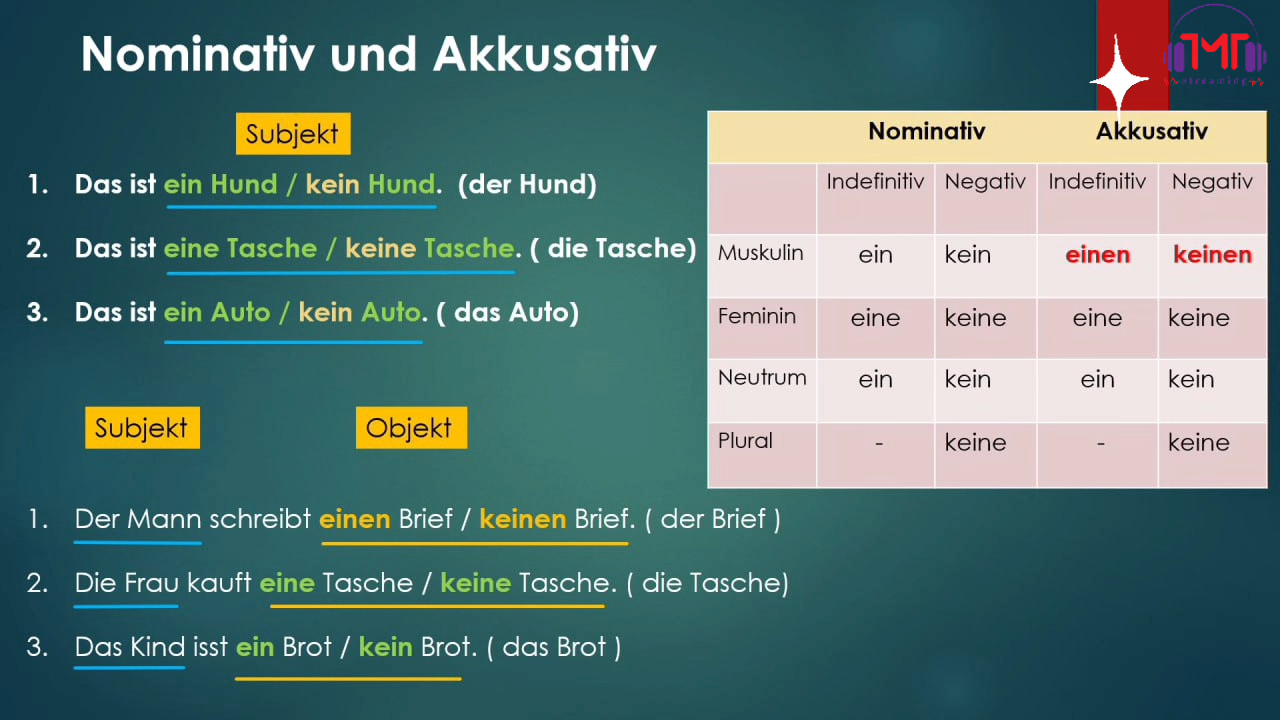 Nominativ und Akkusativ
TMT
streaming
Subjekt
1. Das ist ein Hund / kein Hund. (der Hund)
2. Das ist eine Tasche / keine Tasche. ( die Tasche)
3. Das ist ein Auto / kein Auto. ( das Auto)
Nominativ Akkusativ
Indefinitiv Negativ Indefinitiv Negativ
Muskulin ein kein einen keinen
Feminin eine keine eine keine
Neutrum ein kein ein kein
Plural - keine - keine
Subjekt Objekt
1. Der Mann schreibt einen Brief / keinen Brief. ( der Brief )
2. Die Frau kauft eine Tasche / keine Tasche. ( die Tasche)
3. Das Kind isst ein Brot / kein Brot. ( das Brot )